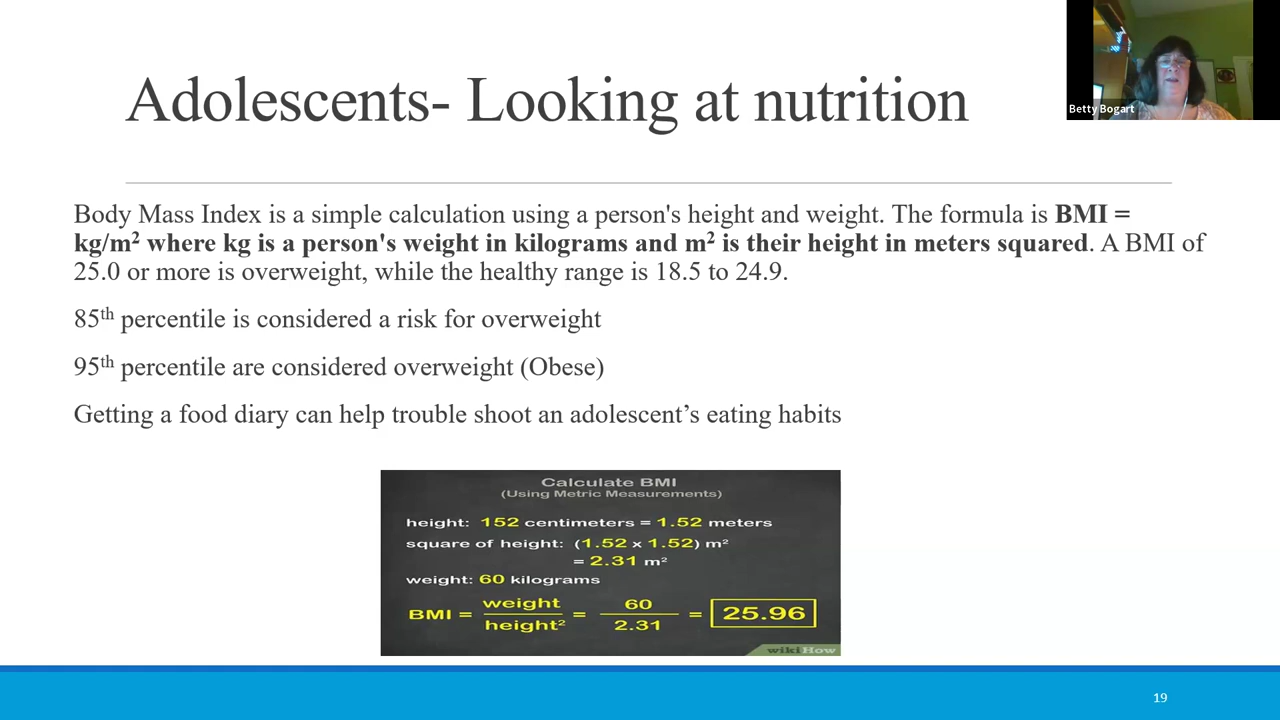 Adolescents- Looking at nutrition
Betty Bogart
Body Mass Index is a simple calculation using a person's height and weight. The formula is BMI =
kg/m² where kg is a person's weight in kilograms and m² is their height in meters squared. A BMI of
25.0 or more is overweight, while the healthy range is 18.5 to 24.9.
85th percentile is considered a risk for overweight
95th percentile are considered overweight (Obese)
Getting a food diary can help trouble shoot an adolescent’s eating habits
Calculate BMI
(Using Metric Measurements)
height: 152 centimeters = 1.52 meters
square of height: (1.52 x 1.52) m²
= 2.31 m²
weight: 60 kilograms
BMI = weight / height² = 60 / 2.31 = 25.96
wikiHow
19